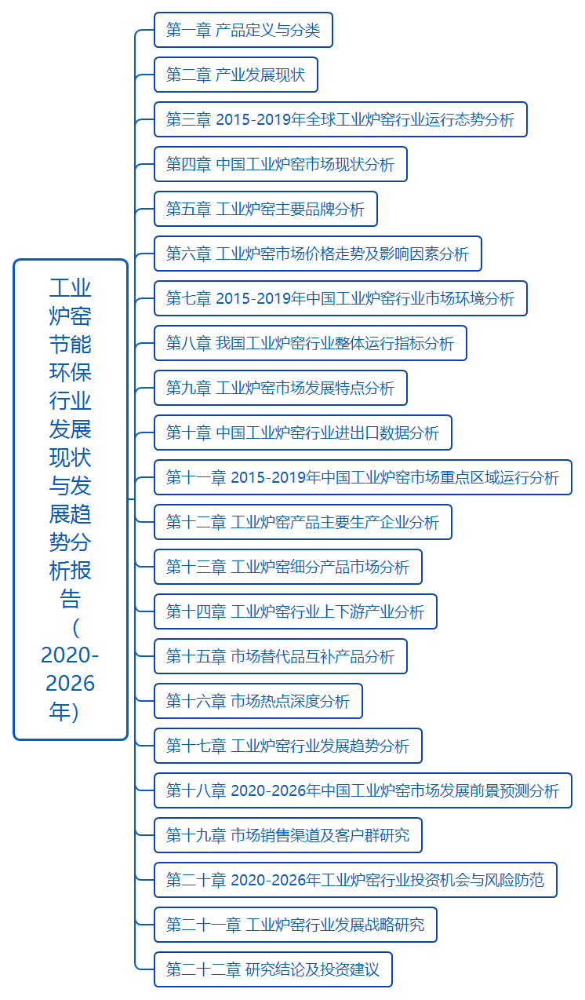 工业
炉窑
节能
环保
行业
发展
现状
与发
展趋
势分
析报
告
（
2020-
2026
年）
第一章 产品定义与分类
第二章 产业发展现状
第三章 2015-2019年全球工业炉窑行业运行态势分析
第四章 中国工业炉窑市场现状分析
第五章 工业炉窑主要品牌分析
第六章 工业炉窑市场价格走势及影响因素分析
第七章 2015-2019年中国工业炉窑行业市场环境分析
第八章 我国工业炉窑行业整体运行指标分析
第九章 工业炉窑市场发展特点分析
第十章 中国工业炉窑行业进出口数据分析
第十一章 2015-2019年中国工业炉窑市场重点区域运行分析
第十二章 工业炉窑产品主要生产企业分析
第十三章 工业炉窑细分产品市场分析
第十四章 工业炉窑行业上下游产业分析
第十五章 市场替代品互补产品分析
第十六章 市场热点深度分析
第十七章 工业炉窑行业发展趋势分析
第十八章 2020-2026年中国工业炉窑市场发展前景预测分析
第十九章 市场销售渠道及客户群研究
第二十章 2020-2026年工业炉窑行业投资机会与风险防范
第二十一章 工业炉窑行业发展战略研究
第二十二章 研究结论及投资建议